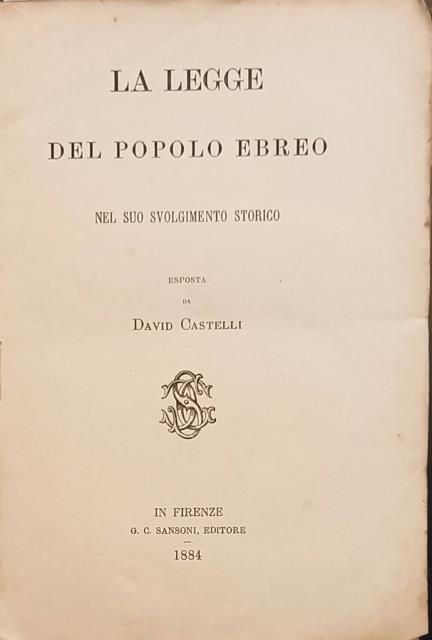 LA LEGGE
DEL POPOLO EBREO
NEL SUO SVOLGIMENTO STORICO
ESPOSTA
DA
DAVID CASTELLI
IN FIRENZE
G. C. SANSONI, EDITORE
1884